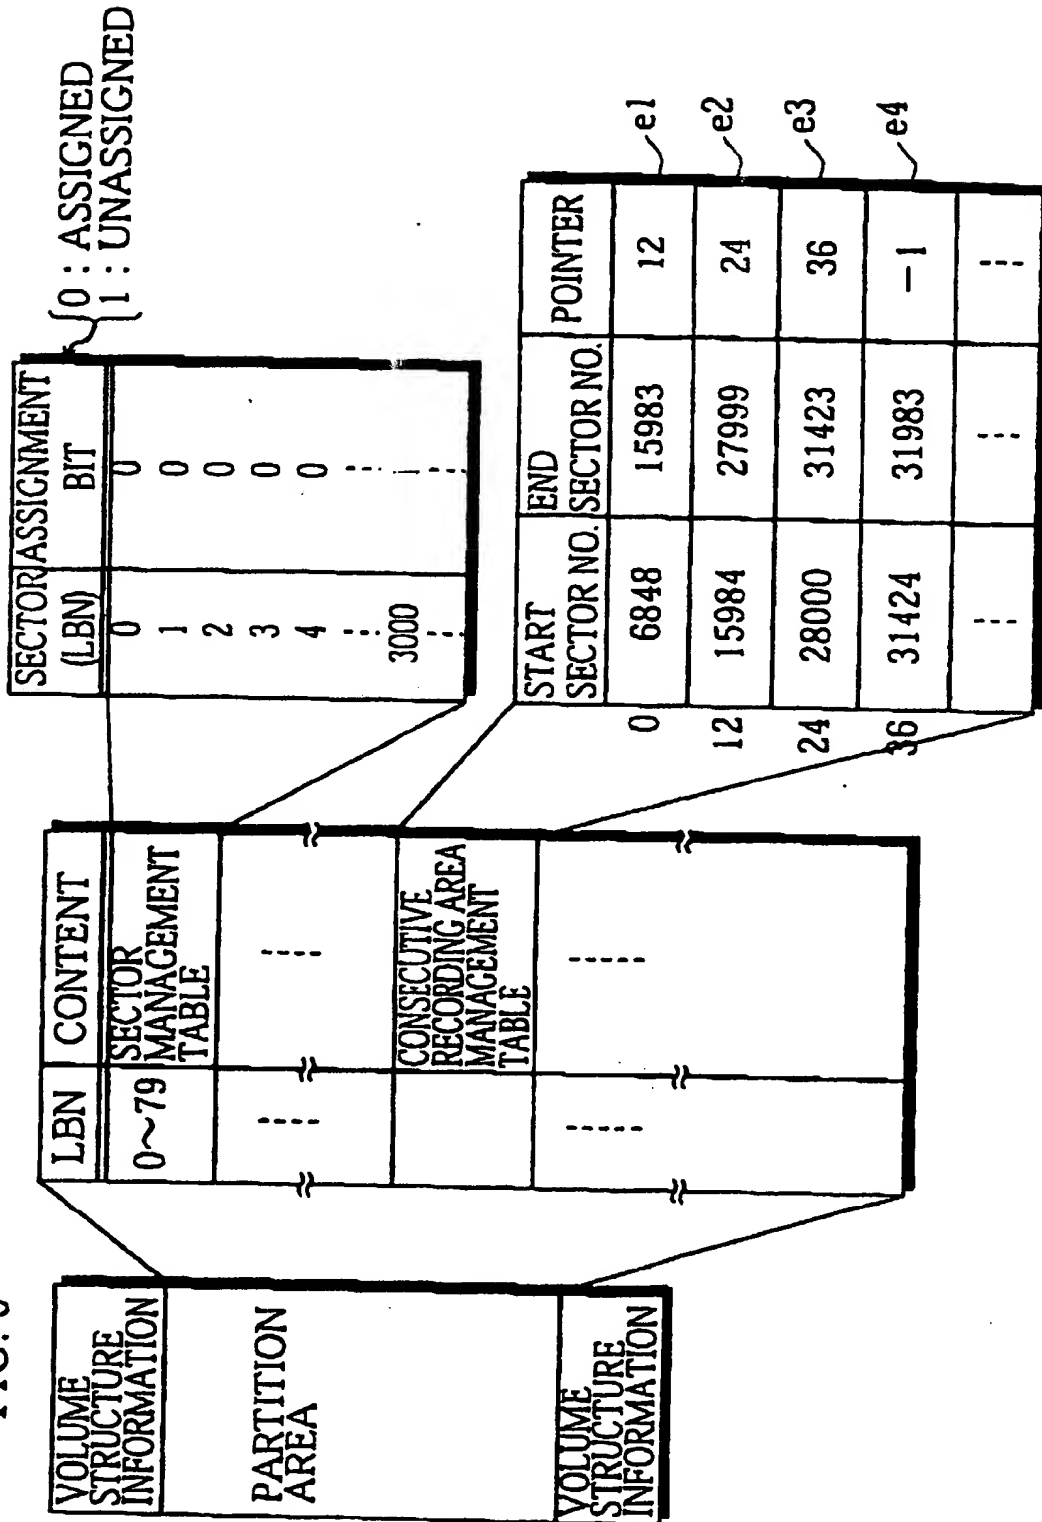 VOLUME
STRUCTURE
INFORMATION
PARTITION
AREA
VOLUME
STRUCTURE
INFORMATION
LBN CONTENT
0~79 SECTOR
MANAGEMENT
TABLE
----- -----
CONSECUTIVE
RECORDING AREA
MANAGEMENT
TABLE
----- -----
SECTOR ASSIGNMENT
(LBN) BIT
0 0
1 0
2 0
3 0
4 0
3000
0 : ASSIGNED
1 : UNASSIGNED
START END POINTER
SECTOR NO. SECTOR NO.
0 6848 15983 12 e1
12 15984 27999 24 e2
24 28000 31423 36 e3
36 31424 31983 -1 e4
---- ---- ----